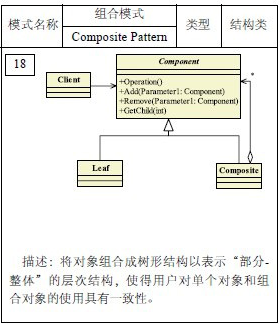 模式名称
组合模式
Composite Pattern
类型
结构类
18
Client
Component
+Operation()
+Add(Parameter1: Component)
+Remove(Parameter1: Component)
+GetChild(int)
*
Leaf
Composite
描述：将对象组合成树形结构以表示“部分-
整体”的层次结构，使得用户对单个对象和组
合对象的使用具有一致性。